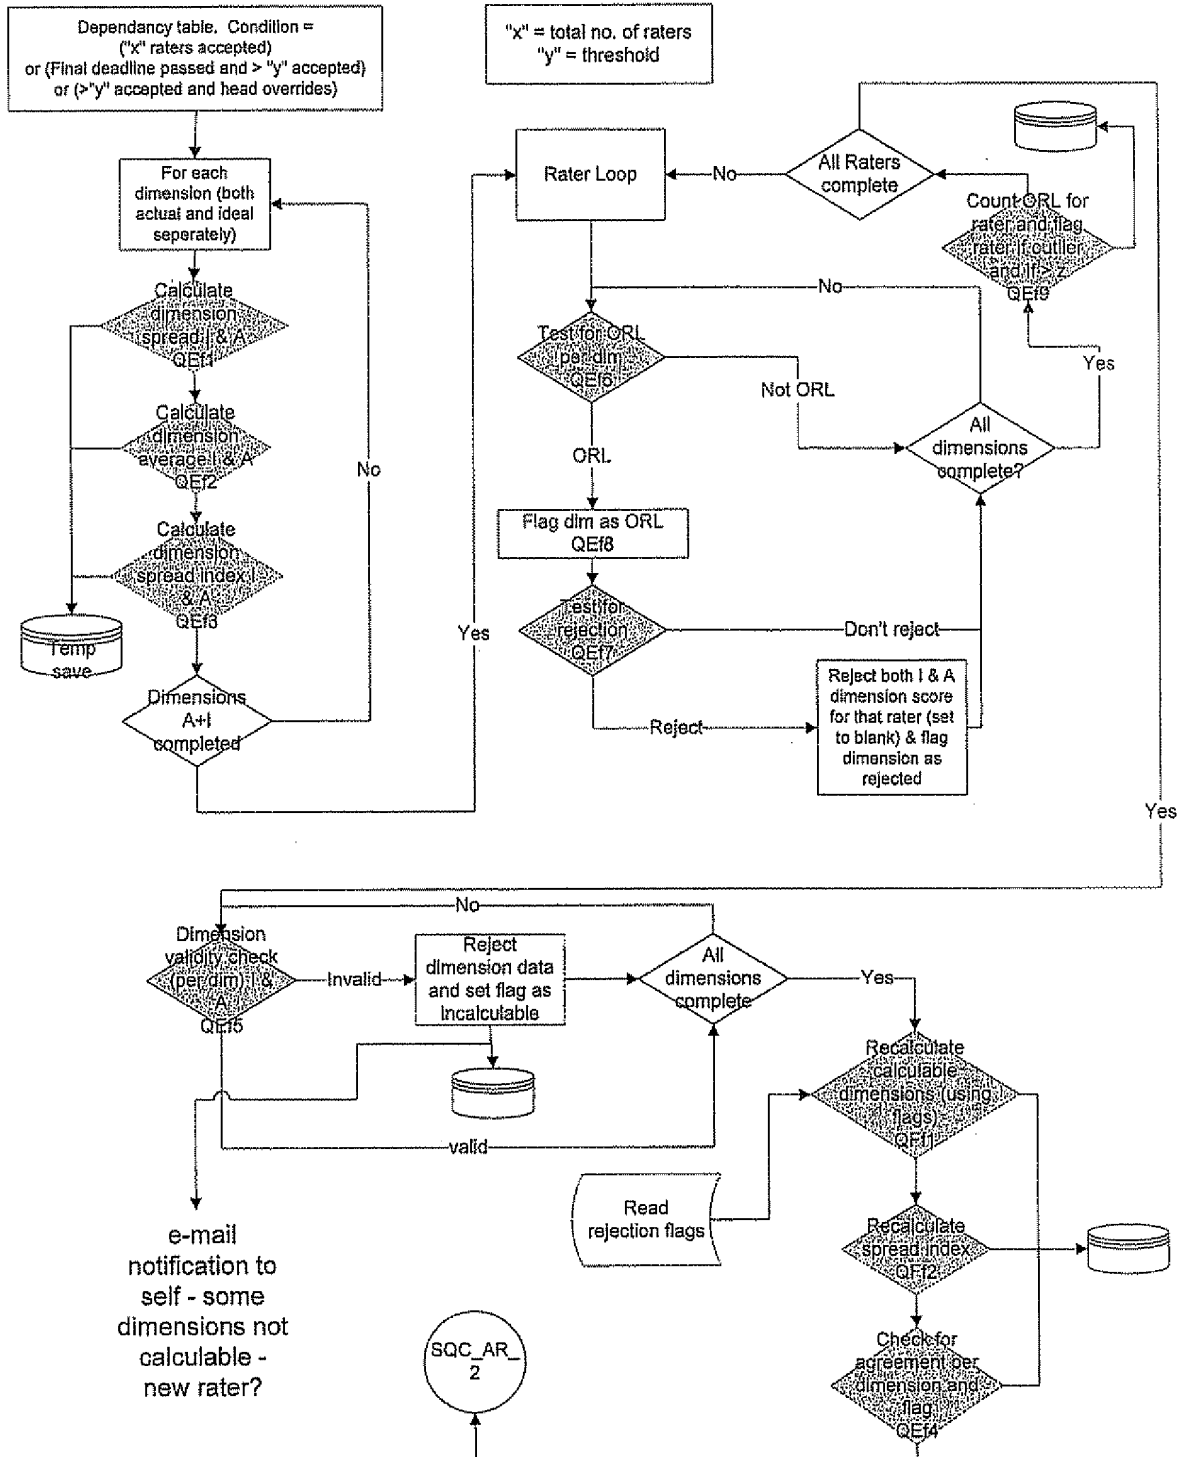 Dependancy table. Condition =
("x" raters accepted)
or (Final deadline passed and > "y" accepted)
or (>"y" accepted and head overrides)
"x" = total no. of raters
"y" = threshold
For each
dimension (both
actual and ideal
seperately)
Calculate
dimension
spread I & A
QEf1
Calculate
dimension
average I & A
QEf2
Calculate
dimension
spread index I
& A
QEf3
Temp
save
Dimensions
A+I
completed
No
Yes
Rater Loop
No
All Raters
complete
Count ORL for
rater and flag
rater if outlier
and if > z
QEf9
No
Test for ORL
per dim
QEf6
Not ORL
All
dimensions
complete?
Yes
ORL
Flag dim as ORL
QEf8
Test for
rejection
QEf7
Don't reject
Reject
Reject both I & A
dimension score
for that rater (set
to blank) & flag
dimension as
rejected
Yes
No
Dimension
validity check
(per dim) I &
A
QEf5
Invalid
Reject
dimension data
and set flag as
Incalculable
All
dimensions
complete
Yes
valid
Recalculate
calculable
dimensions (using
flags)
QFf1
Read
rejection flags
Recalculate
spread index
QFf2
Check for
agreement per
dimension and
flag
QEf4
e-mail
notification to
self - some
dimensions not
calculable -
new rater?
SQC_AR_
2